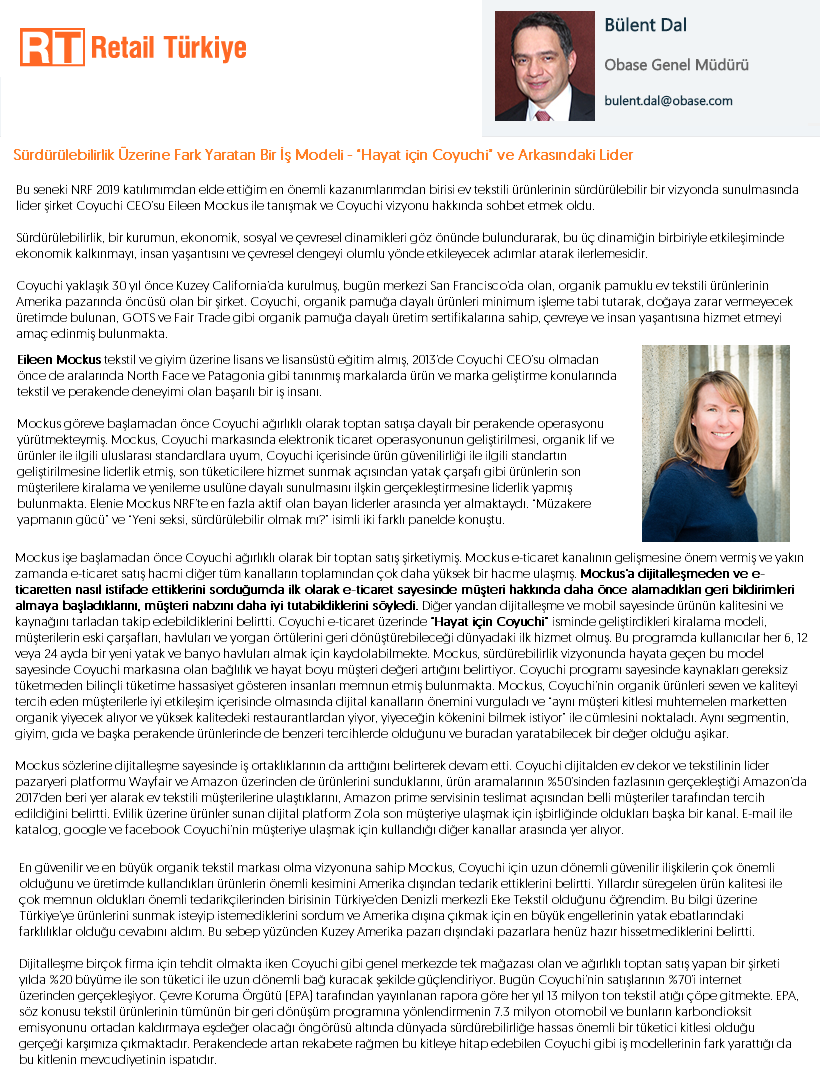 RT Retail Türkiye
Bülent Dal
Obase Genel Müdürü
bulent.dal@obase.com
Sürdürülebilirlik Üzerine Fark Yaratan Bir İş Modeli - "Hayat için Coyuchi" ve Arkasındaki Lider
Bu seneki NRF 2019 katılımımdan elde ettiğim en önemli kazanımlarımdan birisi ev tekstili ürünlerinin sürdürülebilir bir vizyonda sunulmasında
lider şirket Coyuchi CEO'su Eileen Mockus ile tanışmak ve Coyuchi vizyonu hakkında sohbet etmek oldu.
Sürdürülebilirlik, bir kurumun, ekonomik, sosyal ve çevresel dinamikleri göz önünde bulundurarak, bu üç dinamiğin birbiriyle etkileşiminde
ekonomik kalkınmayı, insan yaşantısını ve çevresel dengeyi olumlu yönde etkileyecek adımlar atarak ilerlemesidir.
Coyuchi yaklaşık 30 yıl önce Kuzey California'da kurulmuş, bugün merkezi San Francisco'da olan, organik pamuklu ev tekstili ürünlerinin
Amerika pazarında öncüsü olan bir şirket. Coyuchi, organik pamuğa dayalı ürünleri minimum işleme tabi tutarak, doğaya zarar vermeyecek
üretimde bulunan, GOTS ve Fair Trade gibi organik pamuğa dayalı üretim sertifikalarına sahip, çevreye ve insan yaşantısına hizmet etmeyi
amaç edinmiş bulunmakta.
Eileen Mockus tekstil ve giyim üzerine lisans ve lisansüstü eğitim almış, 2013'de Coyuchi CEO'su olmadan
önce de aralarında North Face ve Patagonia gibi tanınmış markalarda ürün ve marka geliştirme konularında
tekstil ve perakende deneyimi olan başarılı bir iş insanı.
Mockus göreve başlamadan önce Coyuchi ağırlıklı olarak toptan satışa dayalı bir perakende operasyonu
yürütmekteymiş. Mockus, Coyuchi markasında elektronik ticaret operasyonunun geliştirilmesi, organik lif ve
ürünler ile ilgili uluslarası standardlara uyum, Coyuchi içerisinde ürün güvenilirliği ile ilgili standartın
geliştirilmesine liderlik etmiş, son tüketicilere hizmet sunmak açısından yatak çarşafı gibi ürünlerin son
müşterilere kiralama ve yenileme usulüne dayalı sunulmasını ilşkin gerçekleştirmesine liderlik yapmış
bulunmakta. Elenie Mockus NRF'te en fazla aktif olan bayan liderler arasında yer almaktaydı. "Müzakere
yapmanın gücü" ve "Yeni seksi, sürdürülebilir olmak mı?" isimli iki farklı panelde konuştu.
Mockus işe başlamadan önce Coyuchi ağırlıklı olarak bir toptan satış şirketiymiş. Mockus e-ticaret kanalının gelişmesine önem vermiş ve yakın
zamanda e-ticaret satış hacmi diğer tüm kanalların toplamından çok daha yüksek bir hacme ulaşmış. Mockus'a dijitalleşmeden ve e-
ticaretten nasıl istifade ettiklerini sorduğumda ilk olarak e-ticaret sayesinde müşteri hakkında daha önce alamadıkları geri bildirimleri
almaya başladıklarını, müşteri nabzını daha iyi tutabildiklerini söyledi. Diğer yandan dijitalleşme ve mobil sayesinde ürünün kalitesini ve
kaynağını tarladan takip edebildiklerini belirtti. Coyuchi e-ticaret üzerinde "Hayat için Coyuchi" isminde geliştirdikleri kiralama modeli,
müşterilerin eski çarşafları, havluları ve yorgan örtülerini geri dönüştürebileceği dünyadaki ilk hizmet olmuş. Bu programda kullanıcılar her 6, 12
veya 24 ayda bir yeni yatak ve banyo havluları almak için kaydolabilmekte. Mockus, sürdürebilirlik vizyonunda hayata geçen bu model
sayesinde Coyuchi markasına olan bağlılık ve hayat boyu müşteri değeri artığını belirtiyor. Coyuchi programı sayesinde kaynakları gereksiz
tüketmeden bilinçli tüketime hassasiyet gösteren insanları memnun etmiş bulunmakta. Mockus, Coyuchi'nin organik ürünleri seven ve kaliteyi
tercih eden müşterilerle iyi etkileşim içerisinde olmasında dijital kanalların önemini vurguladı ve "aynı müşteri kitlesi muhtemelen marketten
organik yiyecek alıyor ve yüksek kalitedeki restaurantlardan yiyor, yiyeceğin kökenini bilmek istiyor" ile cümlesini noktaladı. Aynı segmentin,
giyim, gıda ve başka perakende ürünlerinde de benzeri tercihlerde olduğunu ve buradan yaratabilecek bir değer olduğu aşikar.
Mockus sözlerine dijitalleşme sayesinde iş ortaklıklarının da arttığını belirterek devam etti. Coyuchi dijitalden ev dekor ve tekstilinin lider
pazaryeri platformu Wayfair ve Amazon üzerinden de ürünlerini sunduklarını, ürün aramalarının %50'sinden fazlasının gerçekleştiği Amazon'da
2017'den beri yer alarak ev tekstili müşterilerine ulaştıklarını, Amazon prime servisinin teslimat açısından belli müşteriler tarafından tercih
edildiğini belirtti. Evlilik üzerine ürünler sunan dijital platform Zola son müşteriye ulaşmak için işbirliğinde oldukları başka bir kanal. E-mail ile
katalog, google ve facebook Coyuchi'nin müşteriye ulaşmak için kullandığı diğer kanallar arasında yer alıyor.
En güvenilir ve en büyük organik tekstil markası olma vizyonuna sahip Mockus, Coyuchi için uzun dönemli güvenilir ilişkilerin çok önemli
olduğunu ve üretimde kullandıkları ürünlerin önemli kesimini Amerika dışından tedarik ettiklerini belirtti. Yıllardır süregelen ürün kalitesi ile
çok memnun oldukları önemli tedarikçilerinden birisinin Türkiye'den Denizli merkezli Eke Tekstil olduğunu öğrendim. Bu bilgi üzerine
Türkiye'ye ürünlerini sunmak isteyip istemediklerini sordum ve Amerika dışına çıkmak için en büyük engellerinin yatak ebatlarındaki
farklılıklar olduğu cevabını aldım. Bu sebep yüzünden Kuzey Amerika pazarı dışındaki pazarlara henüz hazır hissetmediklerini belirtti.
Dijitalleşme birçok firma için tehdit olmakta iken Coyuchi gibi genel merkezde tek mağazası olan ve ağırlıklı toptan satış yapan bir şirketi
yılda %20 büyüme ile son tüketici ile uzun dönemli bağ kuracak şekilde güçlendiriyor. Bugün Coyuchi'nin satışlarının %70'i internet
üzerinden gerçekleşiyor. Çevre Koruma Örgütü (EPA) tarafından yayınlanan rapora göre her yıl 13 milyon ton tekstil atığı çöpe gitmekte. EPA,
söz konusu tekstil ürünlerinin tümünün bir geri dönüşüm programına yönlendirmenin 7.3 milyon otomobil ve bunların karbondioksit
emisyonunu ortadan kaldırmaya eşdeğer olacağı öngörüsü altında dünyada sürdürebilirliğe hassas önemli bir tüketici kitlesi olduğu
gerçeği karşımıza çıkmaktadır. Perakendede artan rekabete rağmen bu kitleye hitap edebilen Coyuchi gibi iş modellerinin fark yarattığı da
bu kitlenin mevcudiyetinin ispatıdır.